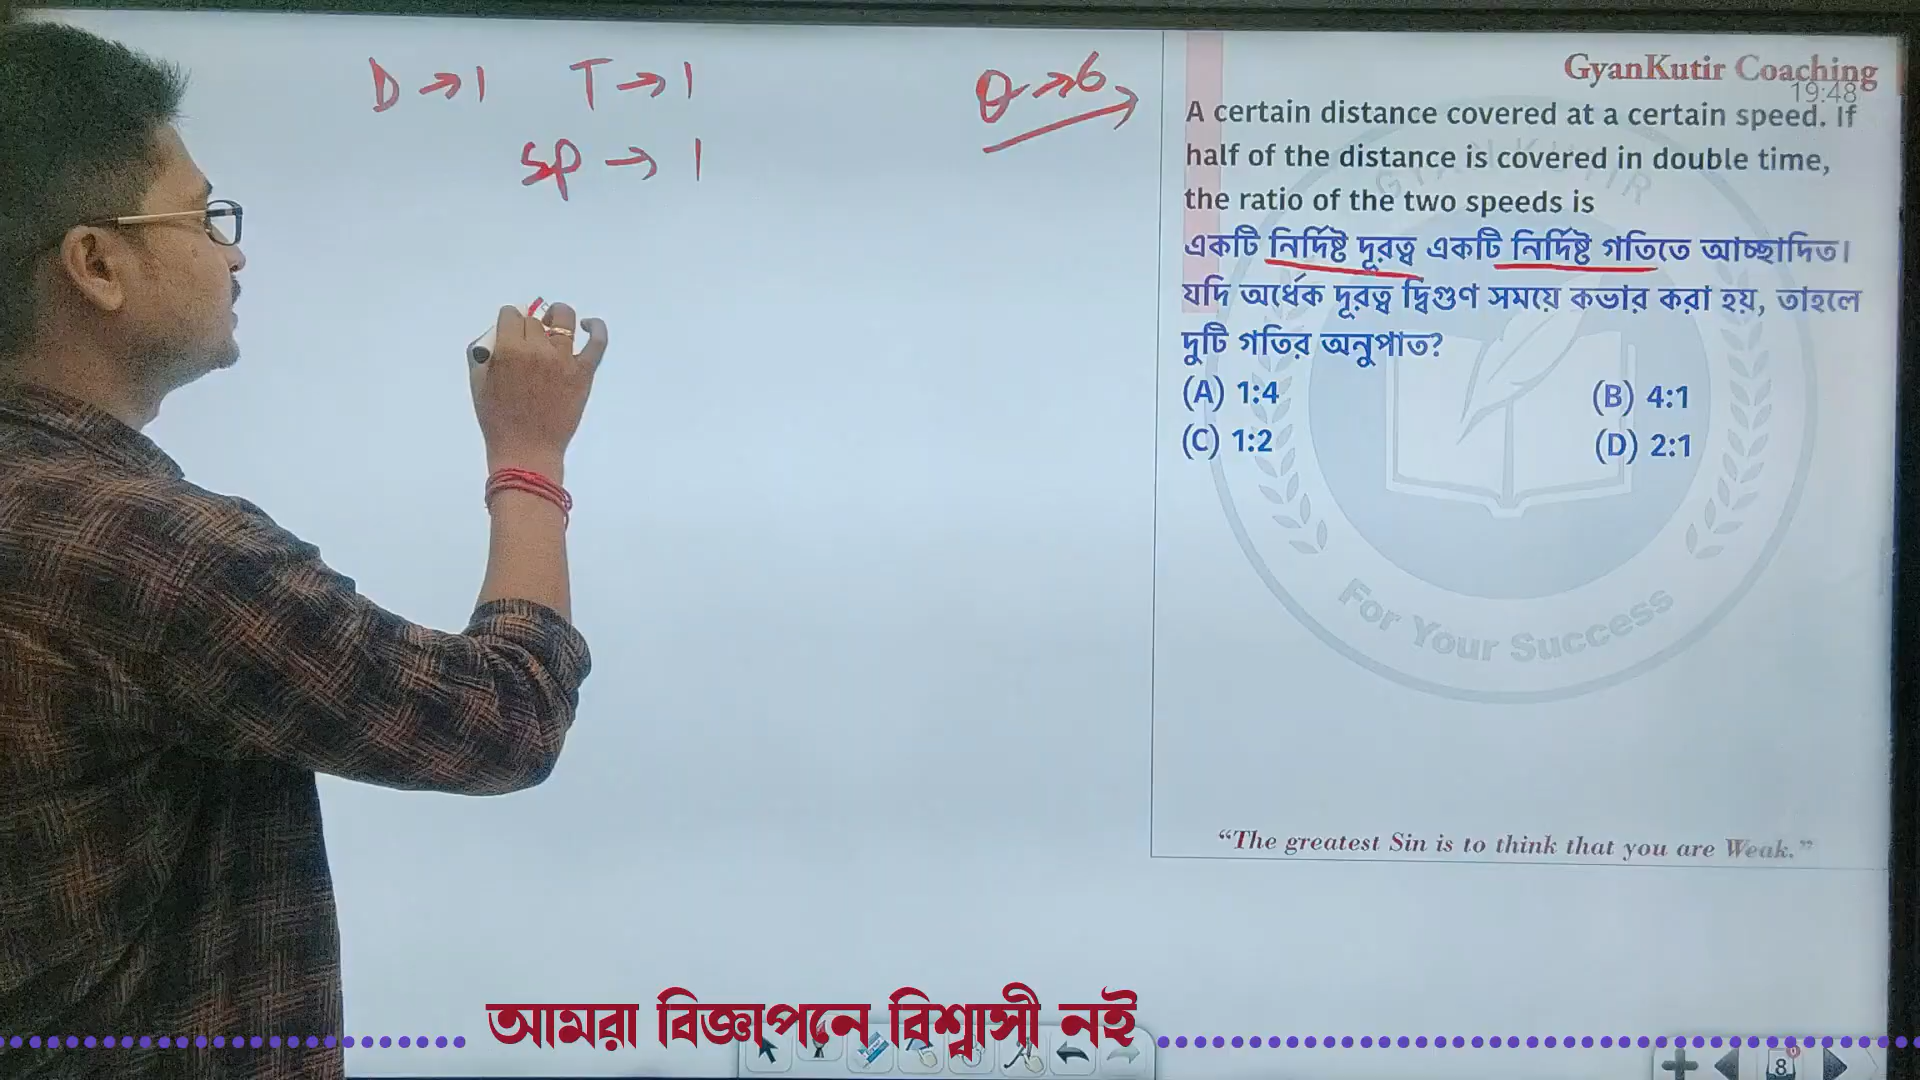 D → 1 T → 1
SP → 1
Q → 6
GyanKutir Coaching
19:48
A certain distance covered at a certain speed. If
half of the distance is covered in double time,
the ratio of the two speeds is
একটি নির্দিষ্ট দূরত্ব একটি নির্দিষ্ট গতিতে আচ্ছাদিত।
যদি অর্ধেক দূরত্ব দ্বিগুণ সময়ে কভার করা হয়, তাহলে
দুটি গতির অনুপাত?
(A) 1:4 (B) 4:1
(C) 1:2 (D) 2:1
GYANKUTIR
For Your Success
“The greatest Sin is to think that you are Weak.”
আমরা বিজ্ঞাপনে বিশ্বাসী নই
8